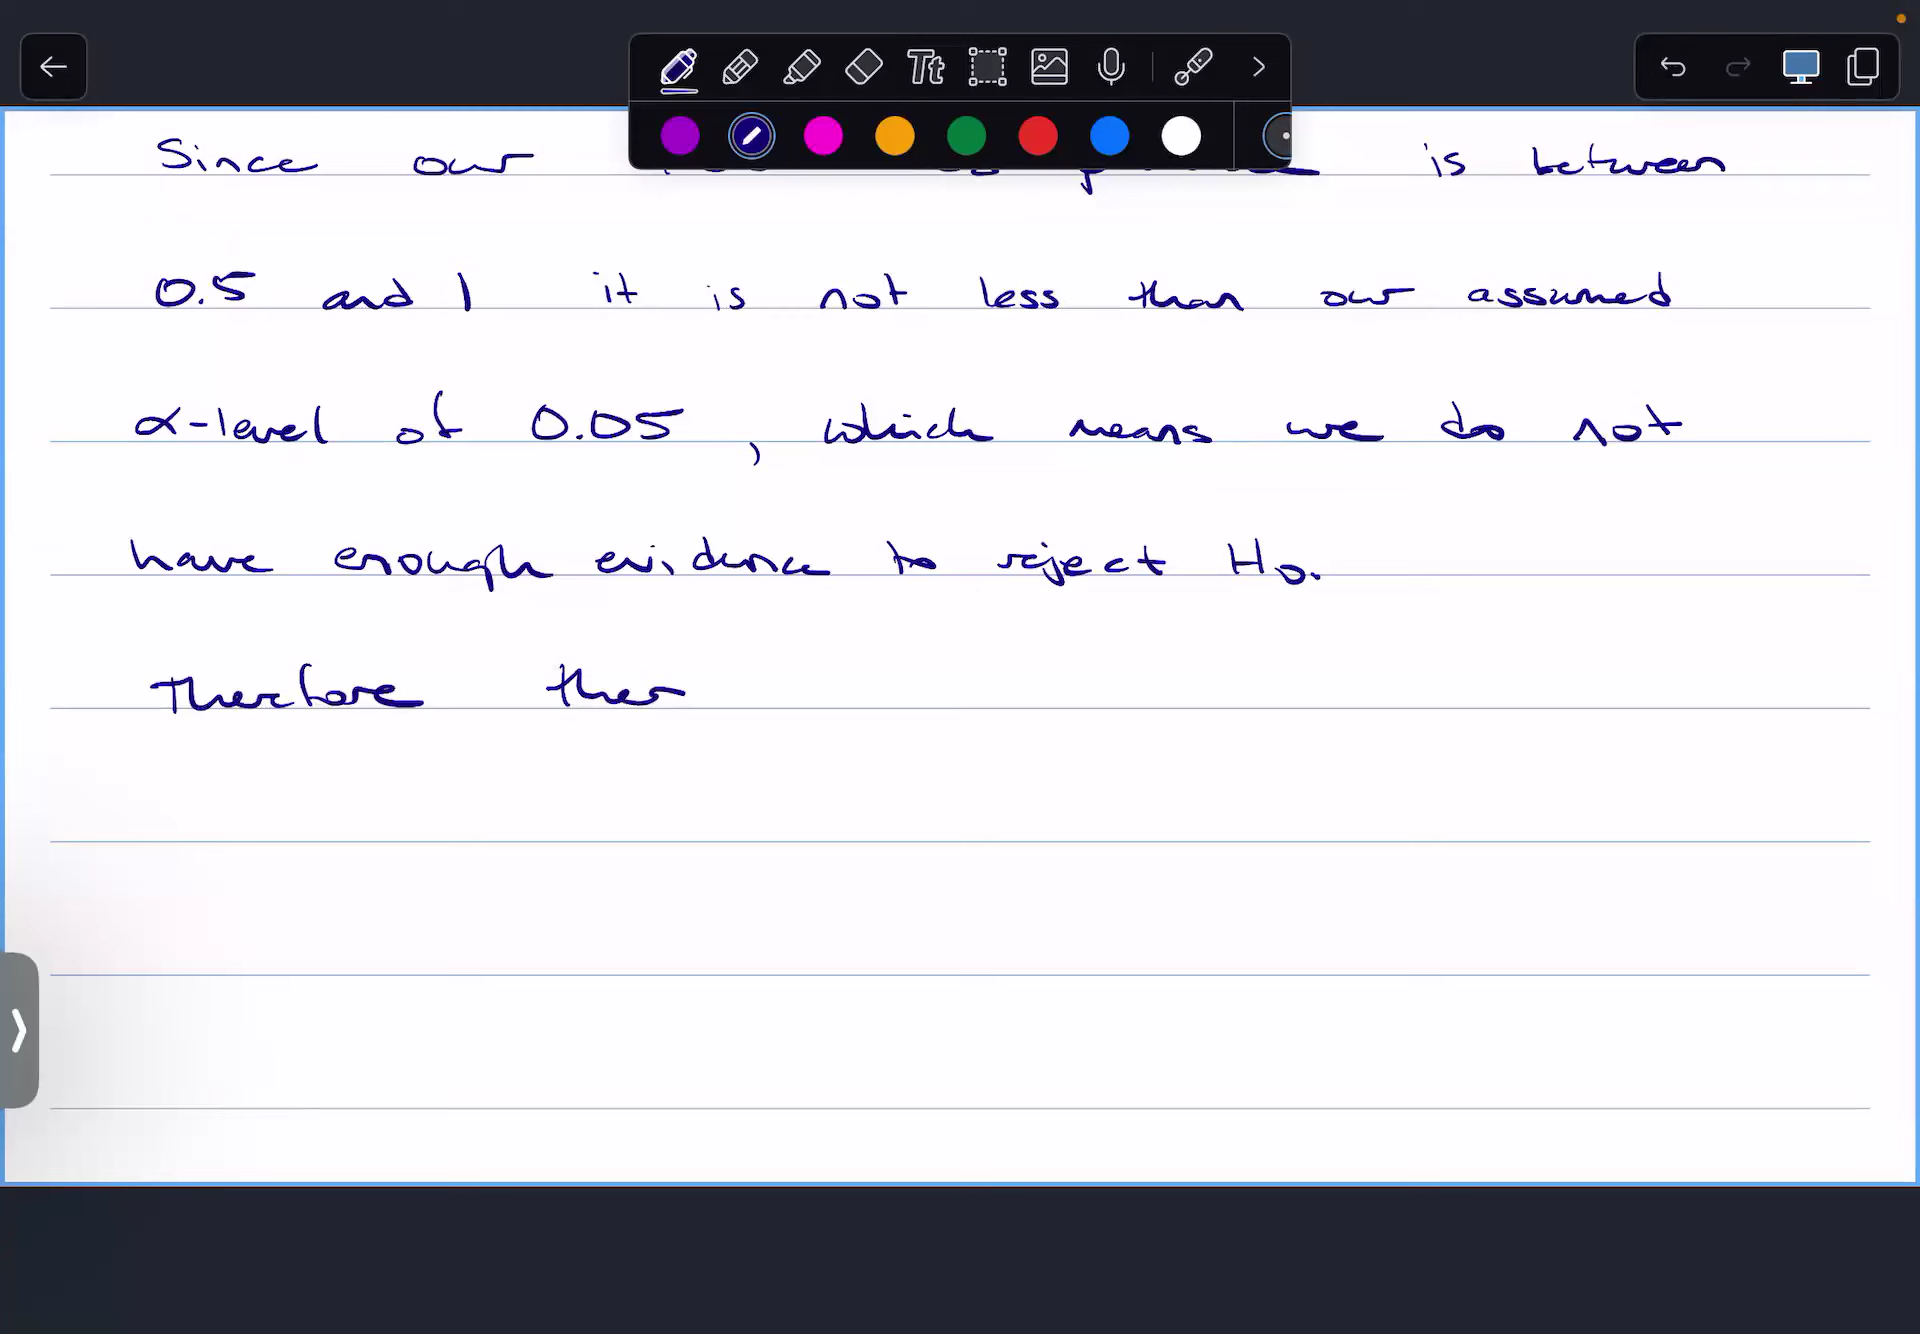 Tt
Since our is between
0.5 and 1 it is not less than our assumed
α-level of 0.05, which means we do not
have enough evidence to reject H₀.
Therefore ther